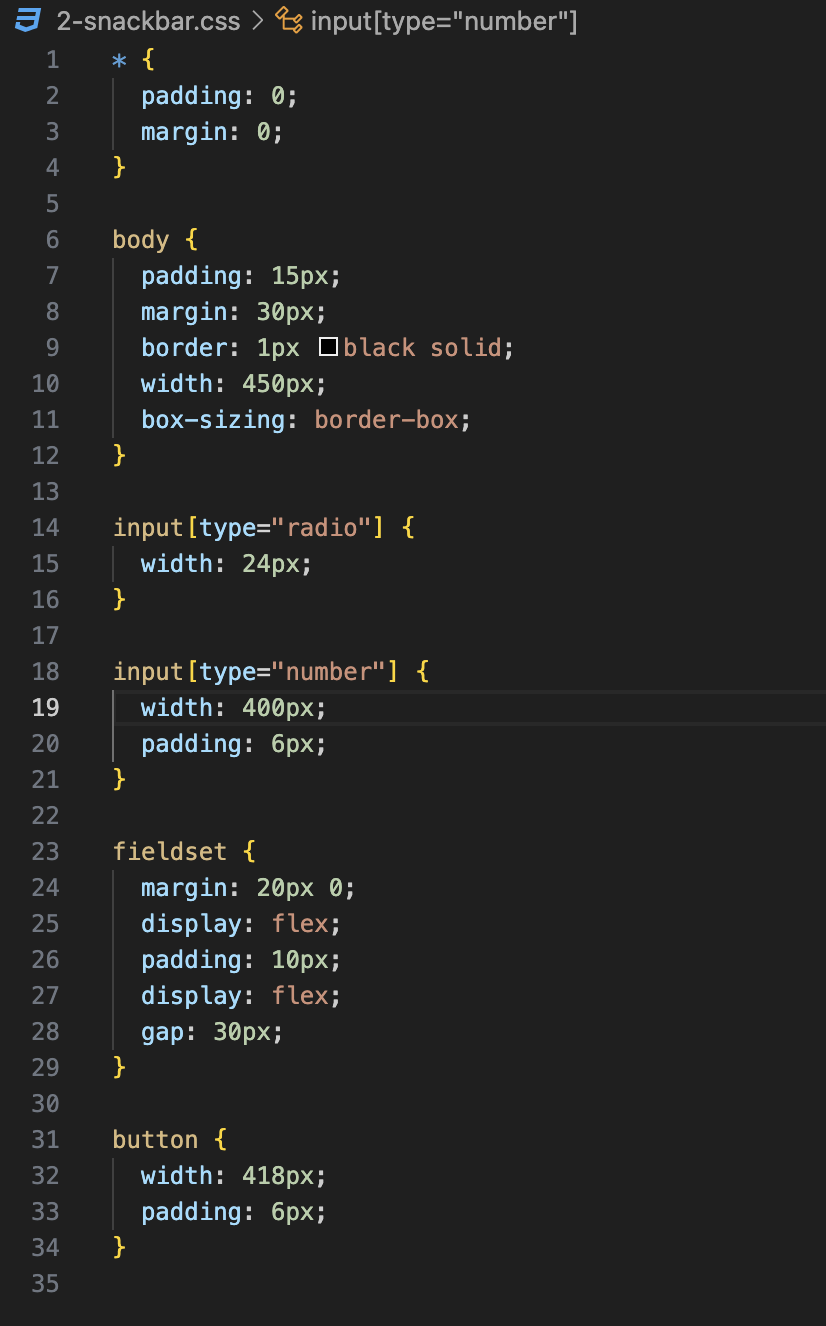 2-snackbar.css > input[type="number"]
1 * {
2 padding: 0;
3 margin: 0;
4 }
5
6 body {
7 padding: 15px;
8 margin: 30px;
9 border: 1px black solid;
10 width: 450px;
11 box-sizing: border-box;
12 }
13
14 input[type="radio"] {
15 width: 24px;
16 }
17
18 input[type="number"] {
19 width: 400px;
20 padding: 6px;
21 }
22
23 fieldset {
24 margin: 20px 0;
25 display: flex;
26 padding: 10px;
27 display: flex;
28 gap: 30px;
29 }
30
31 button {
32 width: 418px;
33 padding: 6px;
34 }
35